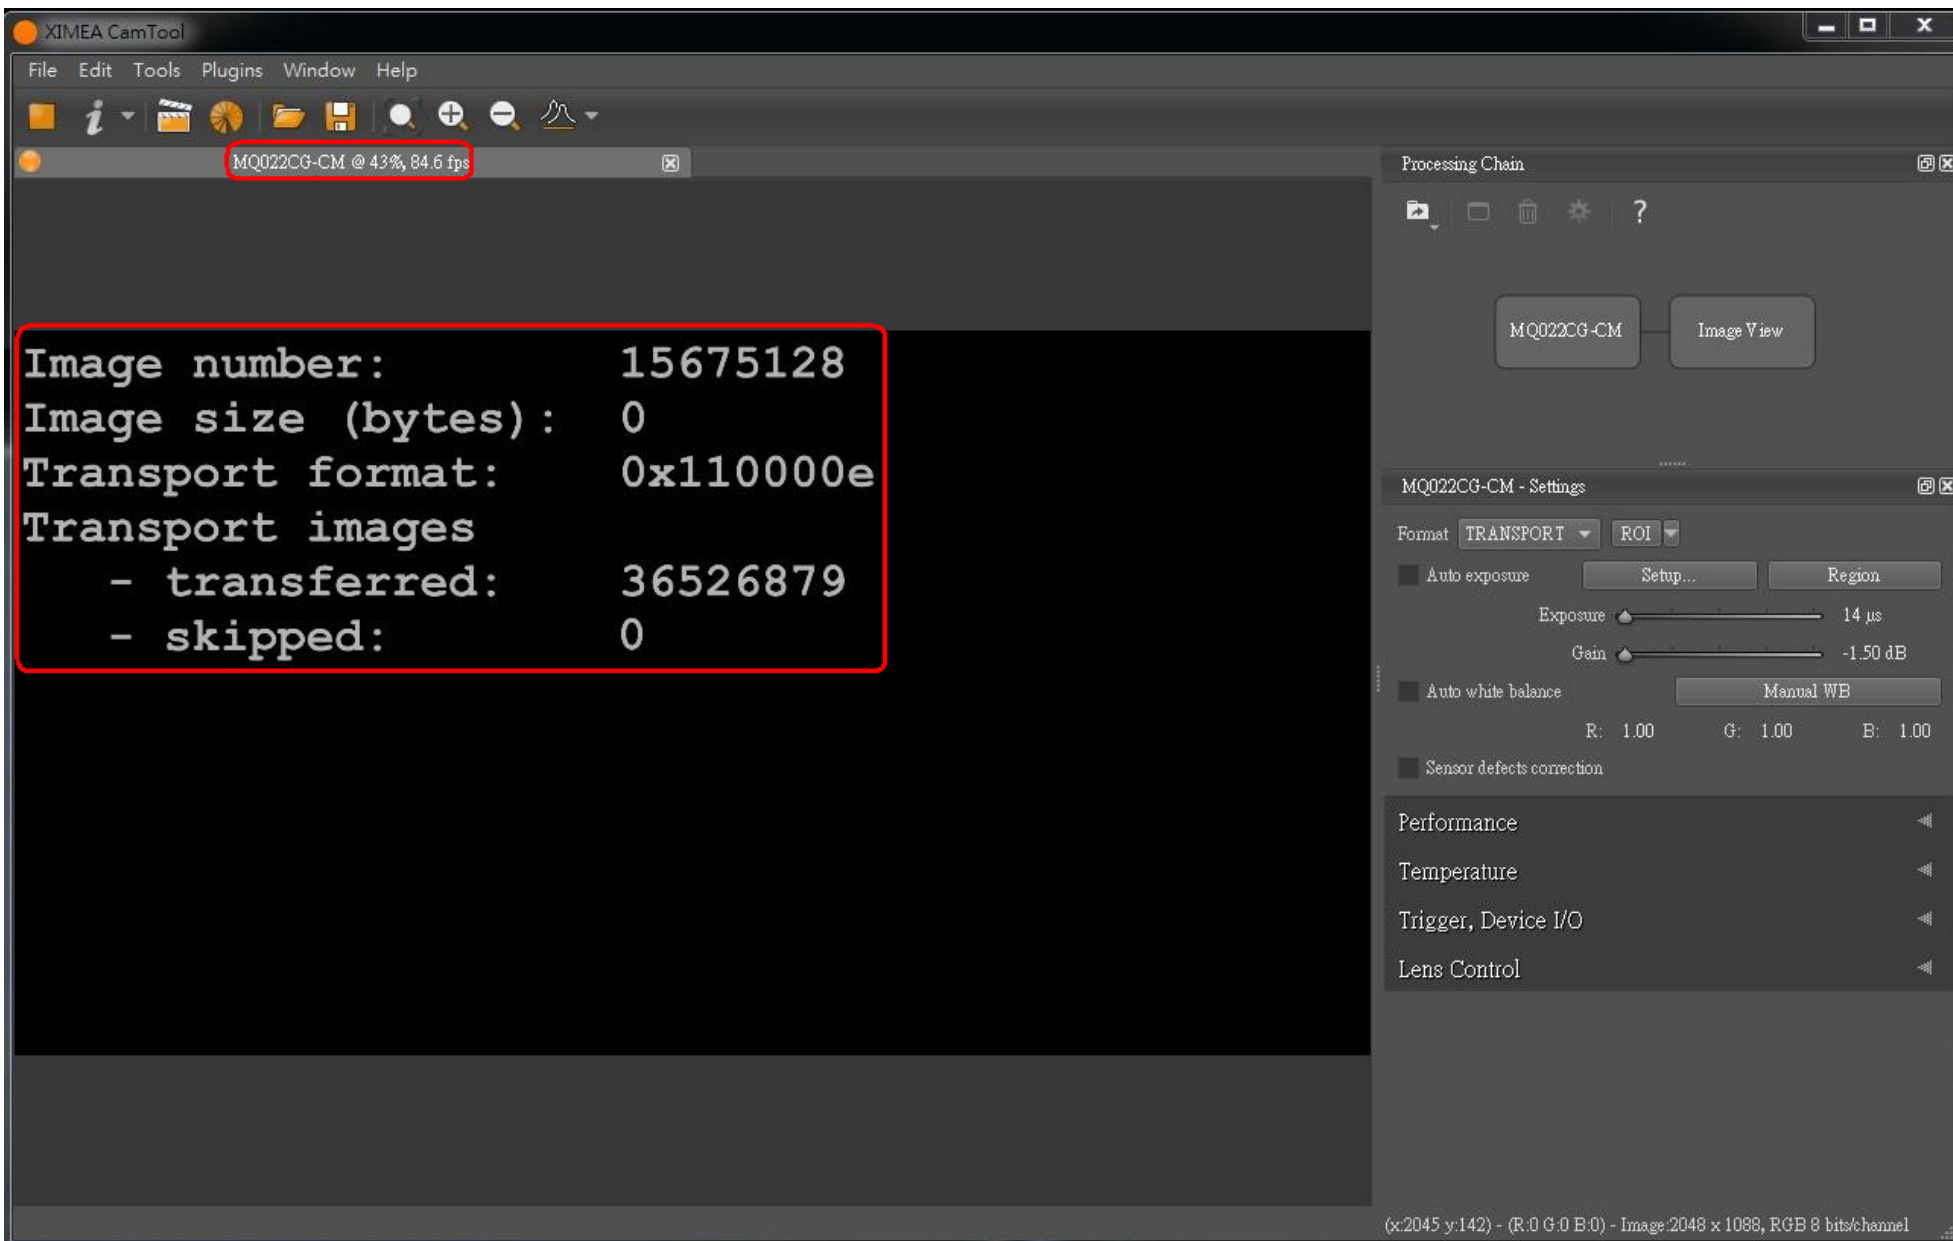 XIMEA CamTool
File Edit Tools Plugins Window Help
MQ022CG-CM @ 43%, 84.6 fps
Image number: 15675128
Image size (bytes): 0
Transport format: 0x110000e
Transport images
- transferred: 36526879
- skipped: 0
Processing Chain
?
MQ022CG-CM Image View
MQ022CG-CM - Settings
Format TRANSPORT ROI
Auto exposure Setup... Region
Exposure 14 µs
Gain -1.50 dB
Auto white balance Manual WB
R: 1.00 G: 1.00 B: 1.00
Sensor defects correction
Performance
Temperature
Trigger, Device I/O
Lens Control
(x:2045 y:142) - (R:0 G:0 B:0) - Image:2048 x 1088, RGB 8 bits/channel